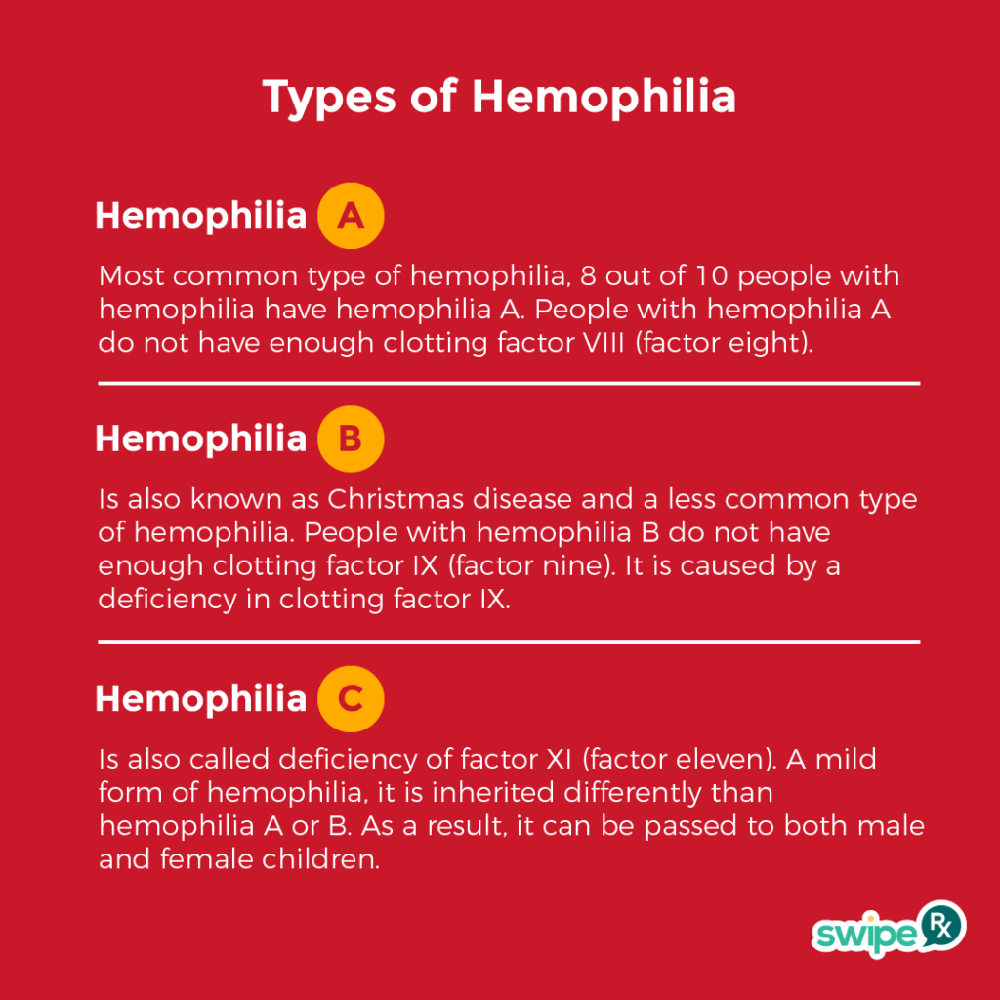 Types of Hemophilia
Hemophilia A
Most common type of hemophilia, 8 out of 10 people with
hemophilia have hemophilia A. People with hemophilia A
do not have enough clotting factor VIII (factor eight).
Hemophilia B
Is also known as Christmas disease and a less common type
of hemophilia. People with hemophilia B do not have
enough clotting factor IX (factor nine). It is caused by a
deficiency in clotting factor IX.
Hemophilia C
Is also called deficiency of factor XI (factor eleven). A mild
form of hemophilia, it is inherited differently than
hemophilia A or B. As a result, it can be passed to both male
and female children.
swipe Rx